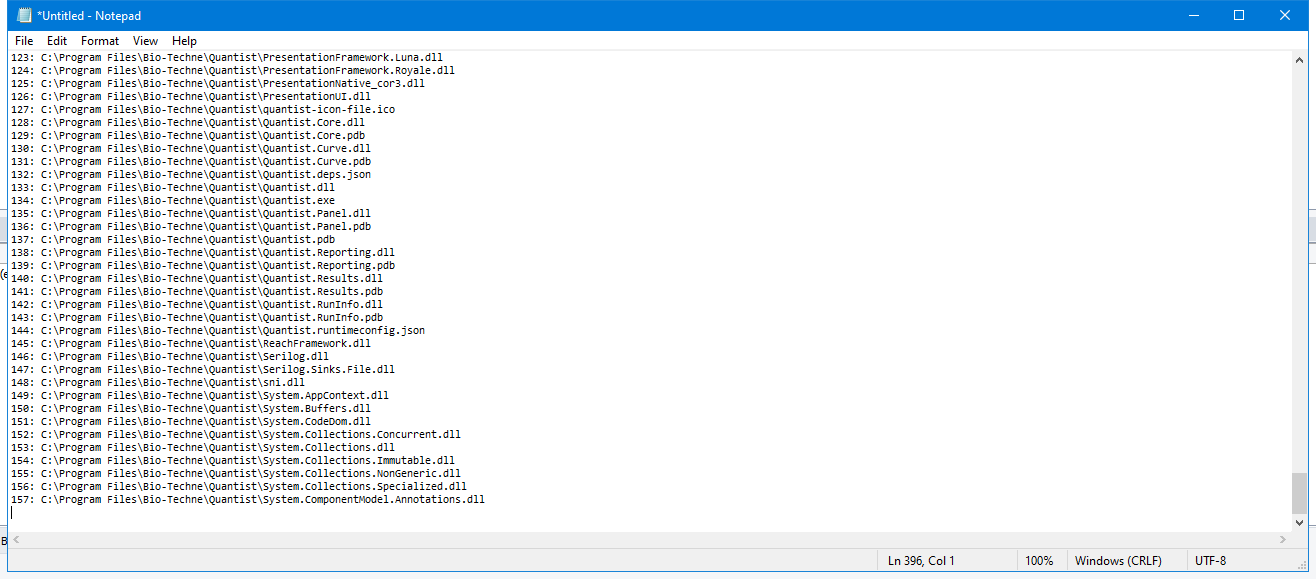 *Untitled - Notepad
File Edit Format View Help
123: C:\Program Files\Bio-Techne\Quantist\PresentationFramework.Luna.dll
124: C:\Program Files\Bio-Techne\Quantist\PresentationFramework.Royale.dll
125: C:\Program Files\Bio-Techne\Quantist\PresentationNative_cor3.dll
126: C:\Program Files\Bio-Techne\Quantist\PresentationUI.dll
127: C:\Program Files\Bio-Techne\Quantist\quantist-icon-file.ico
128: C:\Program Files\Bio-Techne\Quantist\Quantist.Core.dll
129: C:\Program Files\Bio-Techne\Quantist\Quantist.Core.pdb
130: C:\Program Files\Bio-Techne\Quantist\Quantist.Curve.dll
131: C:\Program Files\Bio-Techne\Quantist\Quantist.Curve.pdb
132: C:\Program Files\Bio-Techne\Quantist\Quantist.deps.json
133: C:\Program Files\Bio-Techne\Quantist\Quantist.dll
134: C:\Program Files\Bio-Techne\Quantist\Quantist.exe
135: C:\Program Files\Bio-Techne\Quantist\Quantist.Panel.dll
136: C:\Program Files\Bio-Techne\Quantist\Quantist.Panel.pdb
137: C:\Program Files\Bio-Techne\Quantist\Quantist.pdb
138: C:\Program Files\Bio-Techne\Quantist\Quantist.Reporting.dll
139: C:\Program Files\Bio-Techne\Quantist\Quantist.Reporting.pdb
140: C:\Program Files\Bio-Techne\Quantist\Quantist.Results.dll
141: C:\Program Files\Bio-Techne\Quantist\Quantist.Results.pdb
142: C:\Program Files\Bio-Techne\Quantist\Quantist.RunInfo.dll
143: C:\Program Files\Bio-Techne\Quantist\Quantist.RunInfo.pdb
144: C:\Program Files\Bio-Techne\Quantist\Quantist.runtimeconfig.json
145: C:\Program Files\Bio-Techne\Quantist\ReachFramework.dll
146: C:\Program Files\Bio-Techne\Quantist\Serilog.dll
147: C:\Program Files\Bio-Techne\Quantist\Serilog.Sinks.File.dll
148: C:\Program Files\Bio-Techne\Quantist\sni.dll
149: C:\Program Files\Bio-Techne\Quantist\System.AppContext.dll
150: C:\Program Files\Bio-Techne\Quantist\System.Buffers.dll
151: C:\Program Files\Bio-Techne\Quantist\System.CodeDom.dll
152: C:\Program Files\Bio-Techne\Quantist\System.Collections.Concurrent.dll
153: C:\Program Files\Bio-Techne\Quantist\System.Collections.dll
154: C:\Program Files\Bio-Techne\Quantist\System.Collections.Immutable.dll
155: C:\Program Files\Bio-Techne\Quantist\System.Collections.NonGeneric.dll
156: C:\Program Files\Bio-Techne\Quantist\System.Collections.Specialized.dll
157: C:\Program Files\Bio-Techne\Quantist\System.ComponentModel.Annotations.dll
Ln 396, Col 1 100% Windows (CRLF) UTF-8